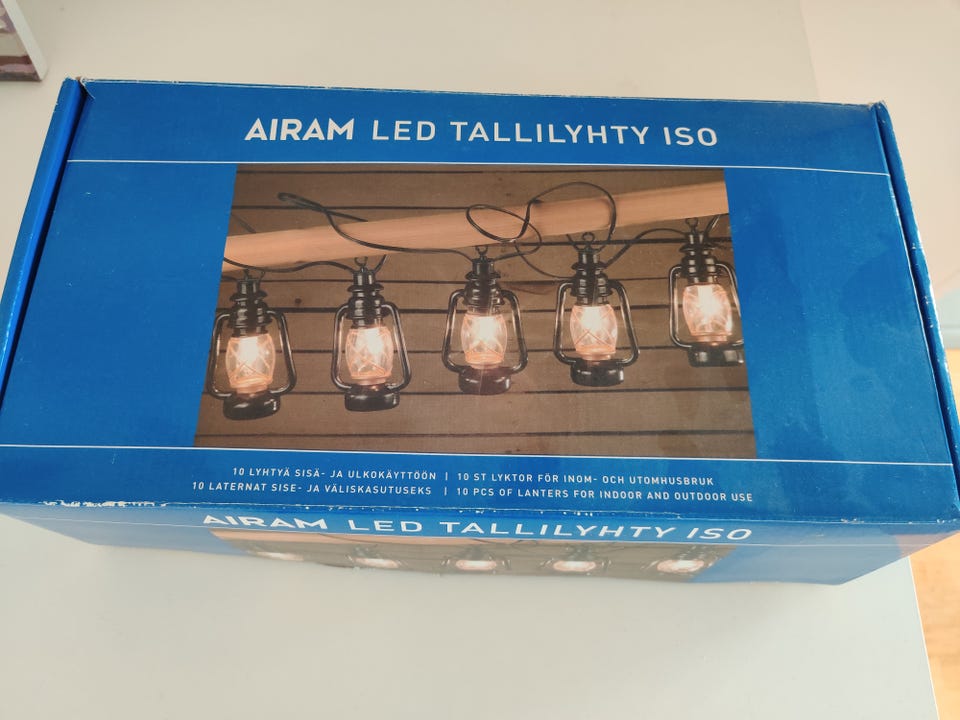 AIRAM LED TALLILYHTY ISO
10 LYHTYÄ SISÄ- JA ULKOKÄYTTÖÖN | 10 ST LYKTOR FÖR INOM- OCH UTOMHUSBRUK
10 LATERNAT SISE- JA VÄLISKASUTUSEKS | 10 PCS OF LANTERS FOR INDOOR AND OUTDOOR USE
AIRAM LED TALLILYHTY ISO